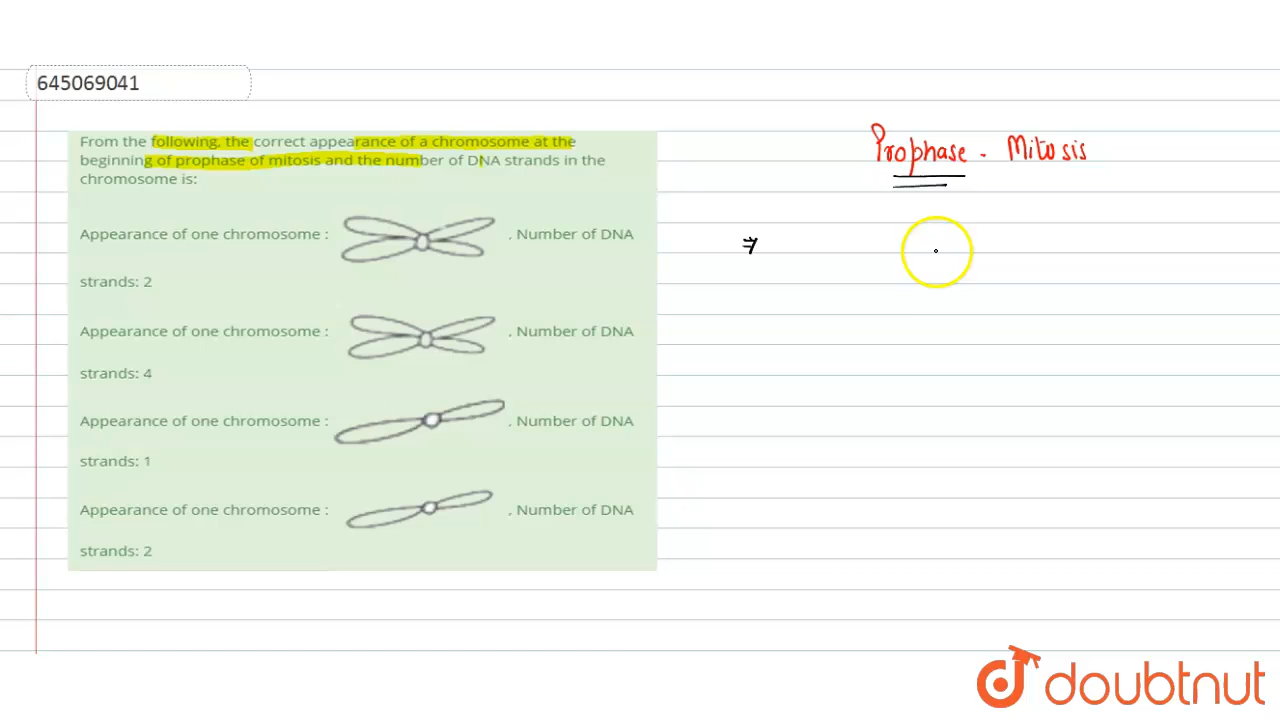 645069041
From the following, the correct appearance of a chromosome at the
beginning of prophase of mitosis and the number of DNA strands in the
chromosome is:
Appearance of one chromosome : . Number of DNA
strands: 2
Appearance of one chromosome : . Number of DNA
strands: 4
Appearance of one chromosome : . Number of DNA
strands: 1
Appearance of one chromosome : . Number of DNA
strands: 2
Prophase - Mitosis
doubtnut